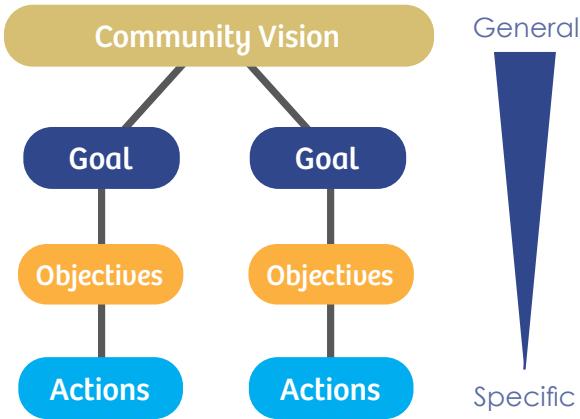 Community Vision
General
Goal
Goal
Objectives
Objectives
Actions
Actions
Specific